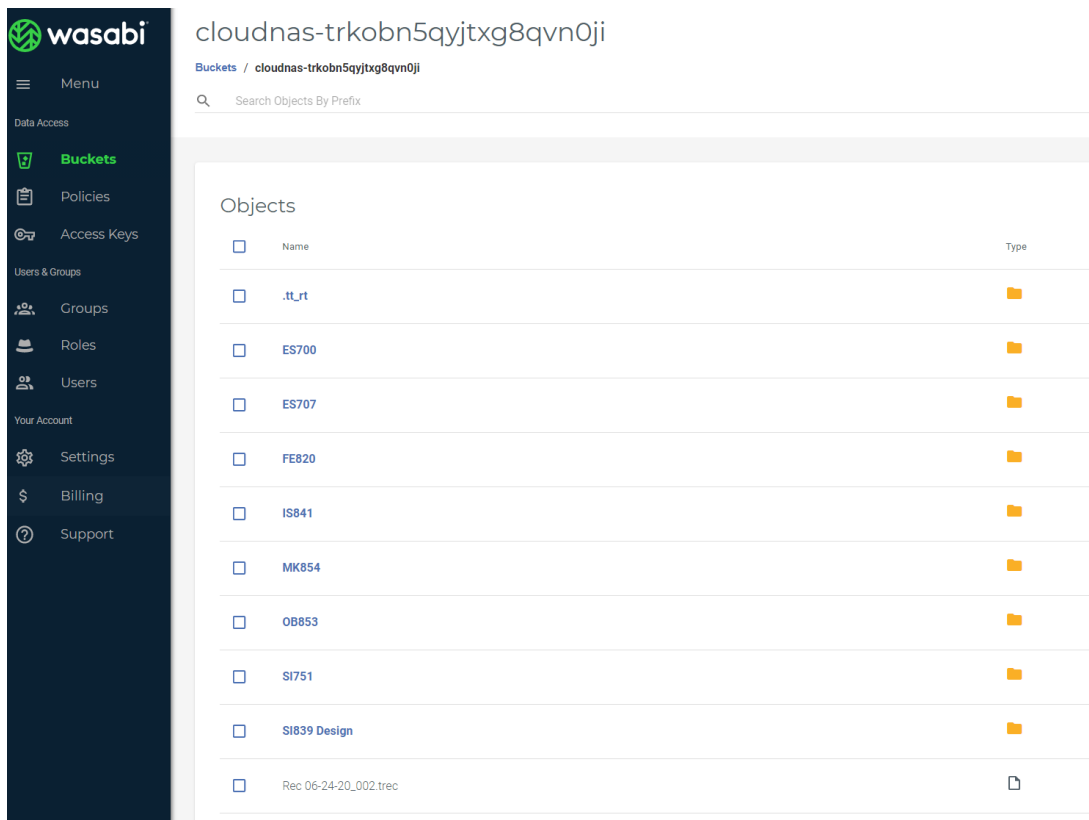 wasabi
Menu
Data Access
Buckets
Policies
Access Keys
Users & Groups
Groups
Roles
Users
Your Account
Settings
Billing
Support
cloudnas-trkobn5qyjtxg8qvn0ji
Buckets / cloudnas-trkobn5qyjtxg8qvn0ji
Search Objects By Prefix
Objects
Name Type
.tt_rt
ES700
ES707
FE820
IS841
MK854
OB853
SI751
SI839 Design
Rec 06-24-20_002.trec